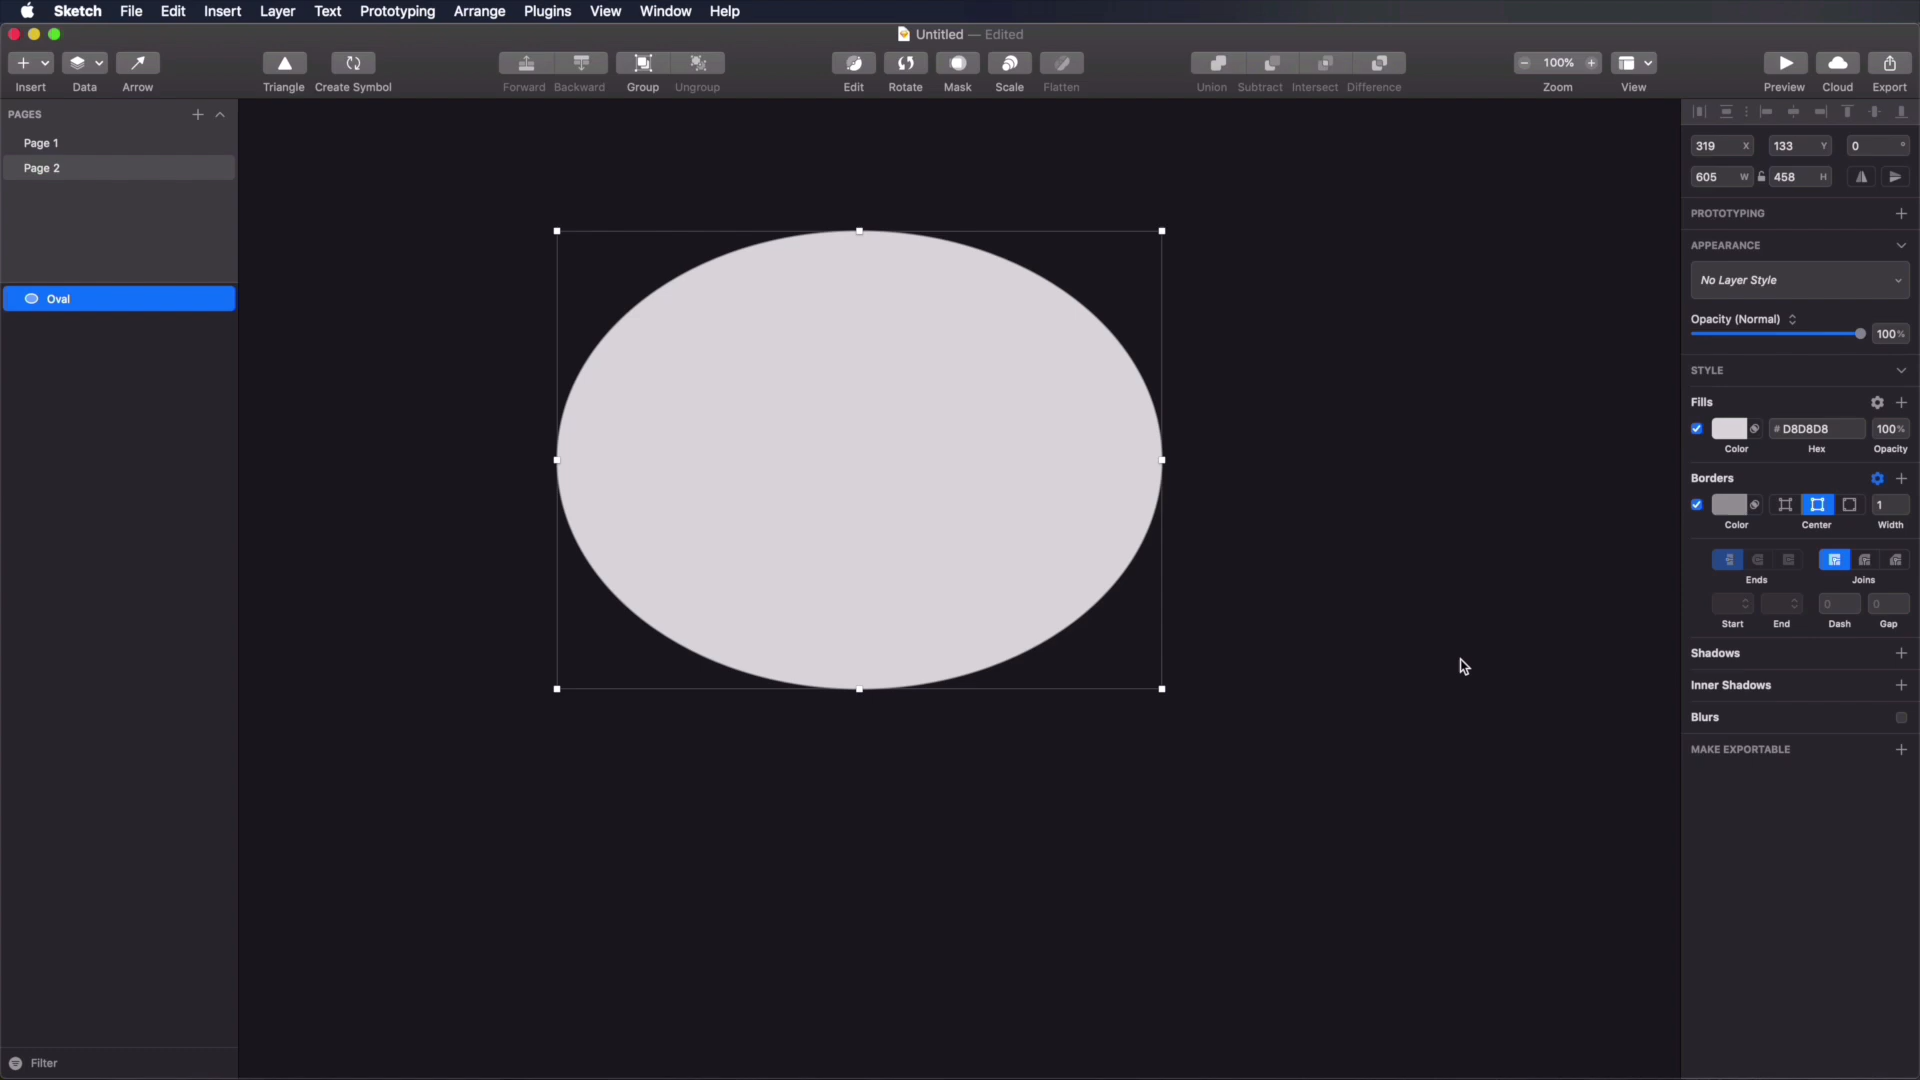 Sketch File Edit Insert Layer Text Prototyping Arrange Plugins View Window Help
Untitled — Edited
100%
Insert Data Arrow Triangle Create Symbol Forward Backward Group Ungroup Edit Rotate Mask Scale Flatten Union Subtract Intersect Difference Zoom View Preview Cloud Export
PAGES
Page 1
Page 2
Oval
Filter
319 X 133 Y 0 °
605 W 458 H
PROTOTYPING
APPEARANCE
No Layer Style
Opacity (Normal)
100%
STYLE
Fills
# D8D8D8 100%
Color Hex Opacity
Borders
1
Color Center Width
Ends Joins
0 0
Start End Dash Gap
Shadows
Inner Shadows
Blurs
MAKE EXPORTABLE